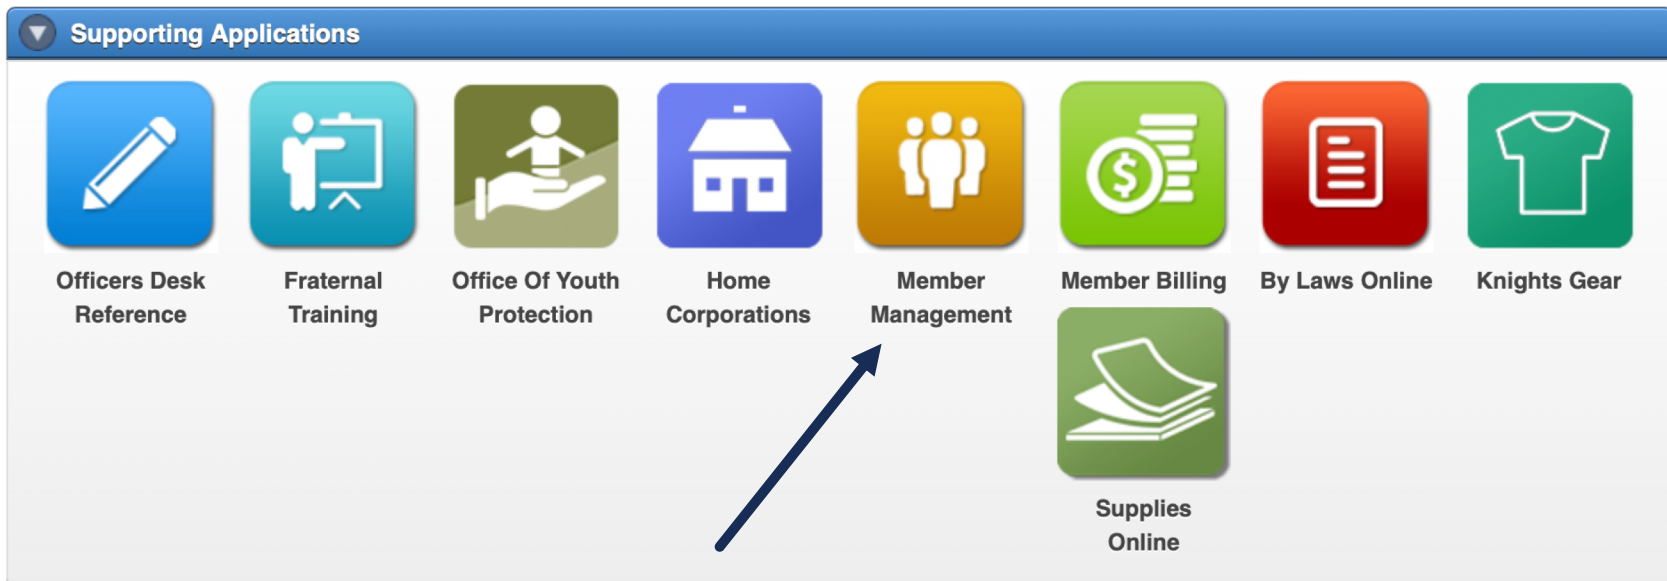 Supporting Applications
Officers Desk
Reference
Fraternal
Training
Office Of Youth
Protection
Home
Corporations
Member
Management
Member Billing
By Laws Online
Knights Gear
$
Supplies
Online